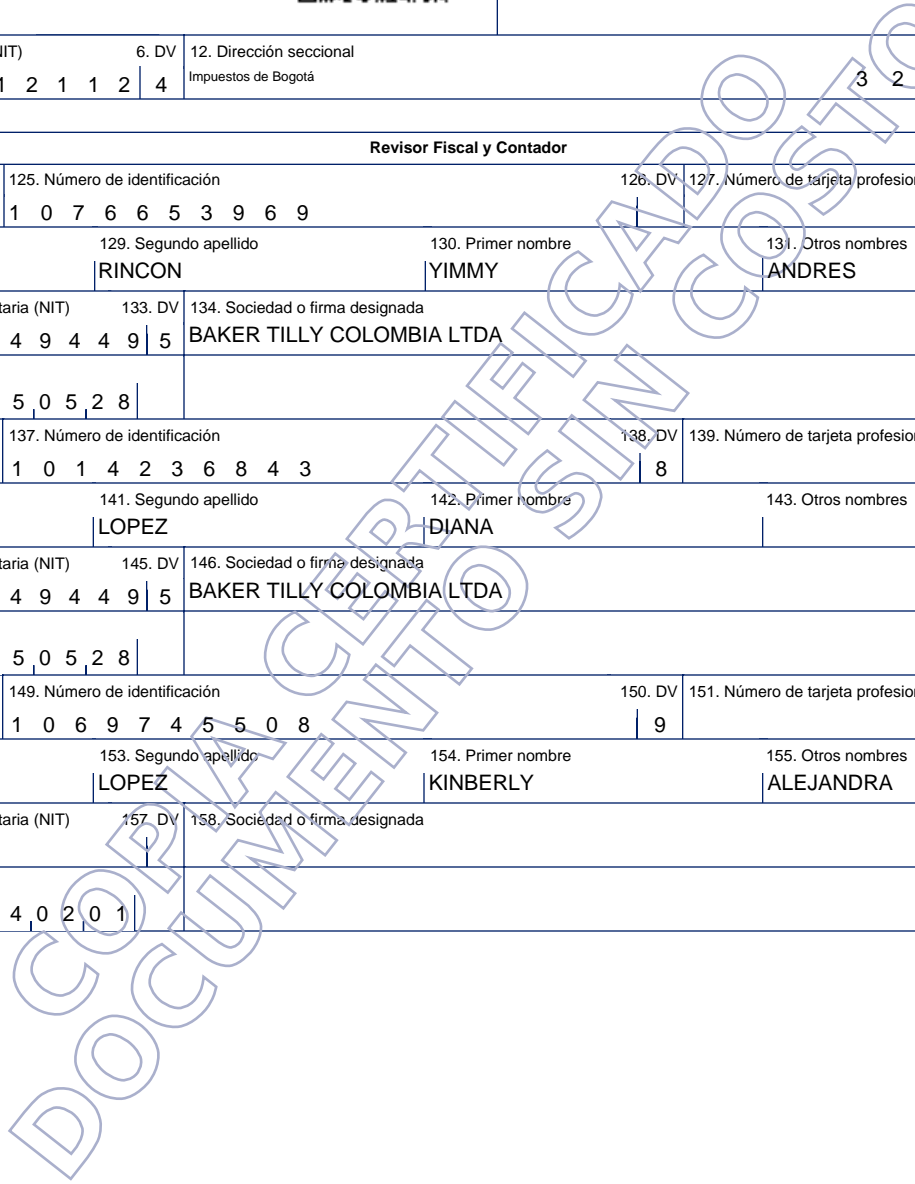 NIT) 6. DV 12. Dirección seccional
1 2 1 1 2 4 Impuestos de Bogotá 3 2
Revisor Fiscal y Contador
125. Número de identificación 126. DV 127. Número de tarjeta profesion
1 0 7 6 6 5 3 9 6 9
129. Segundo apellido 130. Primer nombre 131. Otros nombres
RINCON YIMMY ANDRES
taria (NIT) 133. DV 134. Sociedad o firma designada
4 9 4 4 9 5 BAKER TILLY COLOMBIA LTDA
5 0 5 2 8
137. Número de identificación 138. DV 139. Número de tarjeta profesion
1 0 1 4 2 3 6 8 4 3 8
141. Segundo apellido 142. Primer nombre 143. Otros nombres
LOPEZ DIANA
taria (NIT) 145. DV 146. Sociedad o firma designada
4 9 4 4 9 5 BAKER TILLY COLOMBIA LTDA
5 0 5 2 8
149. Número de identificación 150. DV 151. Número de tarjeta profesion
1 0 6 9 7 4 5 5 0 8 9
153. Segundo apellido 154. Primer nombre 155. Otros nombres
LOPEZ KINBERLY ALEJANDRA
taria (NIT) 157. DV 158. Sociedad o firma designada
4 0 2 0 1
COPIA CERTIFICADO
DOCUMENTO SIN COSTO